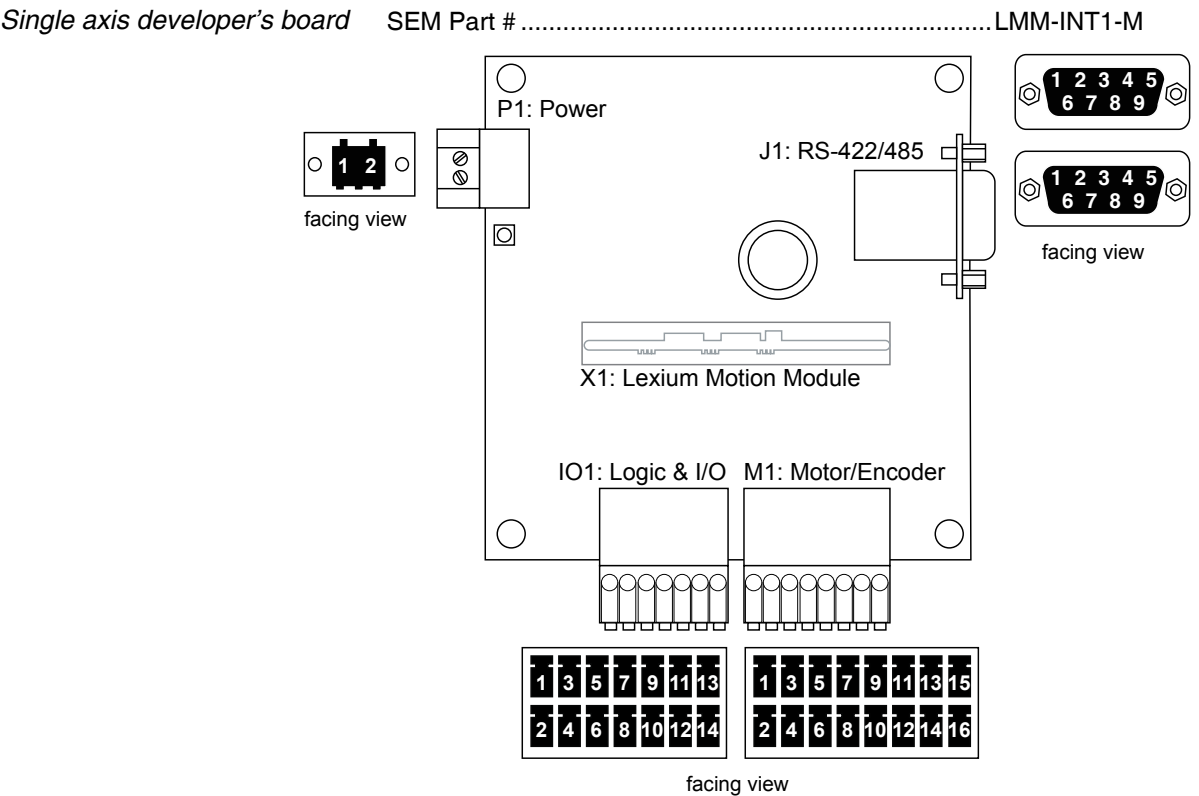 Single axis developer's board SEM Part # ................................................................LMM-INT1-M
P1: Power
1 2
facing view
J1: RS-422/485
1 2 3 4 5
6 7 8 9
1 2 3 4 5
6 7 8 9
facing view
X1: Lexium Motion Module
IO1: Logic & I/O
M1: Motor/Encoder
1 3 5 7 9 11 13
2 4 6 8 10 12 14
1 3 5 7 9 11 13 15
2 4 6 8 10 12 14 16
facing view